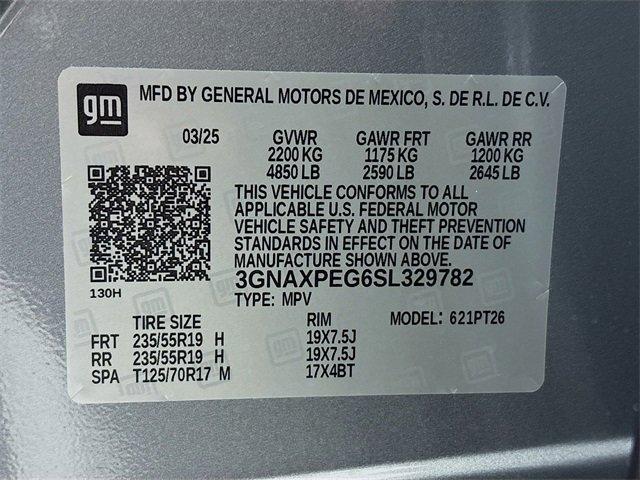 gm MFD BY GENERAL MOTORS DE MEXICO, S. DE R.L. DE C.V.
03/25 GVWR GAWR FRT GAWR RR
2200 KG 1175 KG 1200 KG
4850 LB 2590 LB 2645 LB
THIS VEHICLE CONFORMS TO ALL
APPLICABLE U.S. FEDERAL MOTOR
VEHICLE SAFETY AND THEFT PREVENTION
STANDARDS IN EFFECT ON THE DATE OF
MANUFACTURE SHOWN ABOVE.
3GNAXPEG6SL329782
130H
TYPE: MPV
TIRE SIZE RIM MODEL: 621PT26
FRT 235/55R19 H 19X7.5J
RR 235/55R19 H 19X7.5J
SPA T125/70R17 M 17X4BT